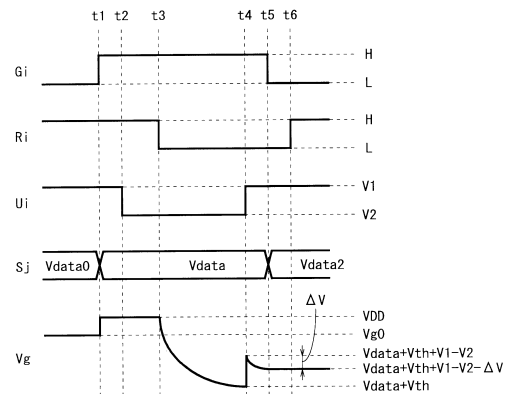 t1 t2 t3 t4 t5 t6
Gi H
L
Ri H
L
Ui V1
V2
Sj Vdata0 Vdata Vdata2
ΔV
VDD
Vg0
Vg Vdata+Vth+V1-V2
Vdata+Vth+V1-V2-ΔV
Vdata+Vth